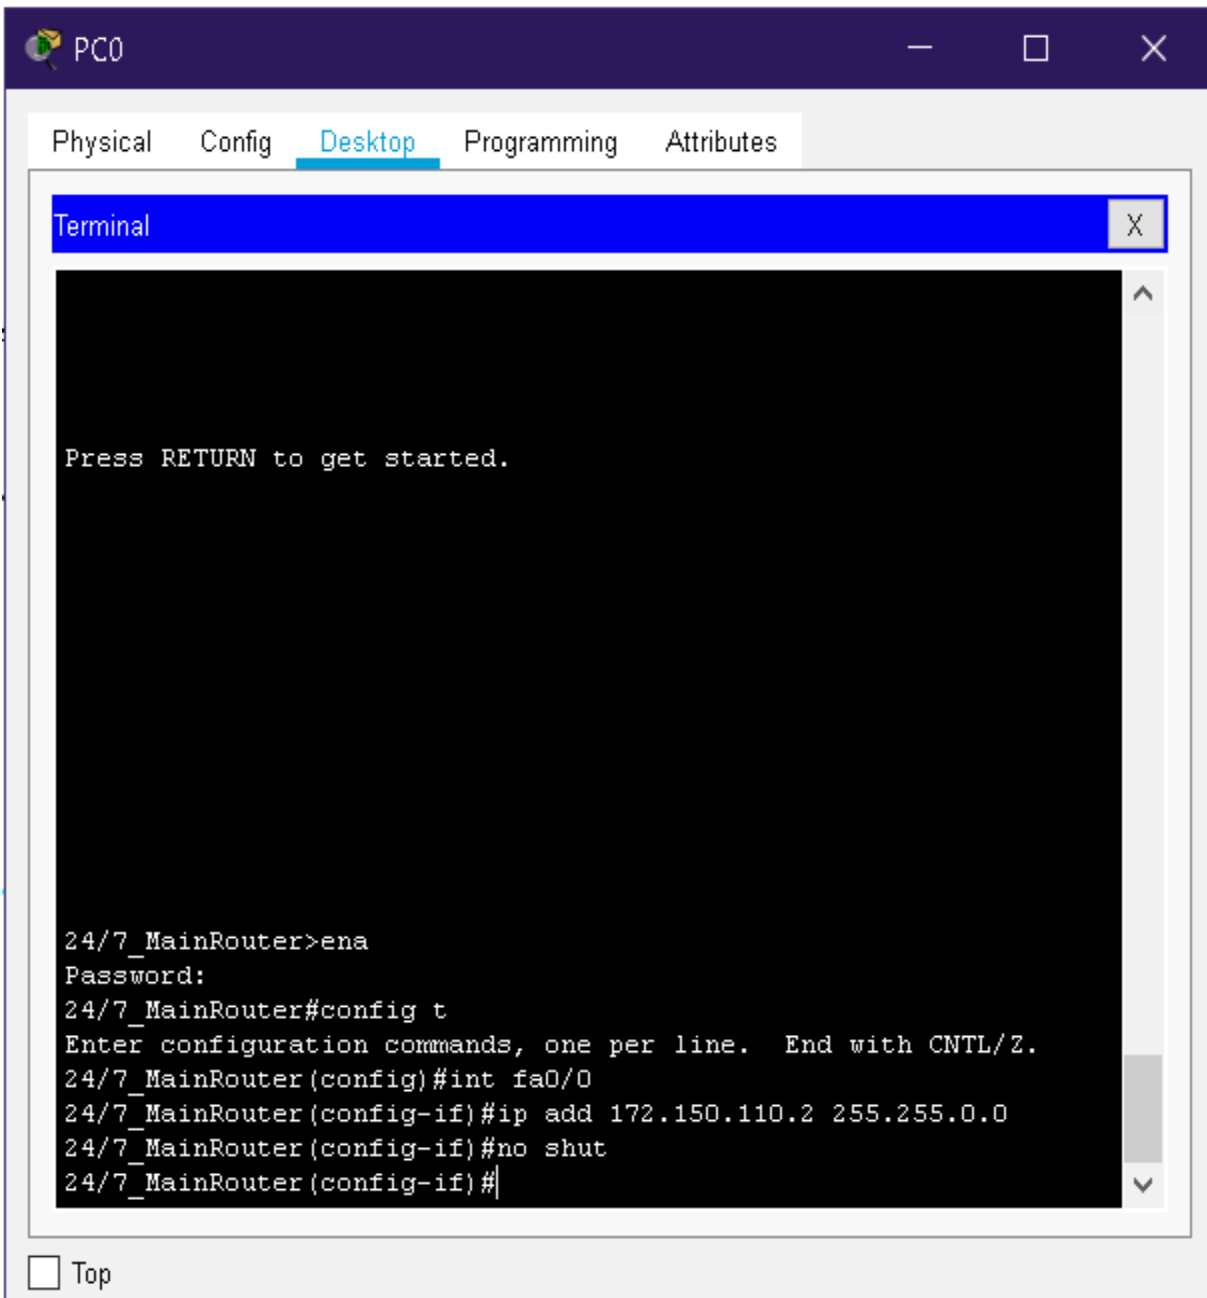 PC0
Physical Config Desktop Programming Attributes
Terminal X
Press RETURN to get started.
24/7_MainRouter>ena
Password:
24/7_MainRouter#config t
Enter configuration commands, one per line.  End with CNTL/Z.
24/7_MainRouter(config)#int fa0/0
24/7_MainRouter(config-if)#ip add 172.150.110.2 255.255.0.0
24/7_MainRouter(config-if)#no shut
24/7_MainRouter(config-if)#
Top